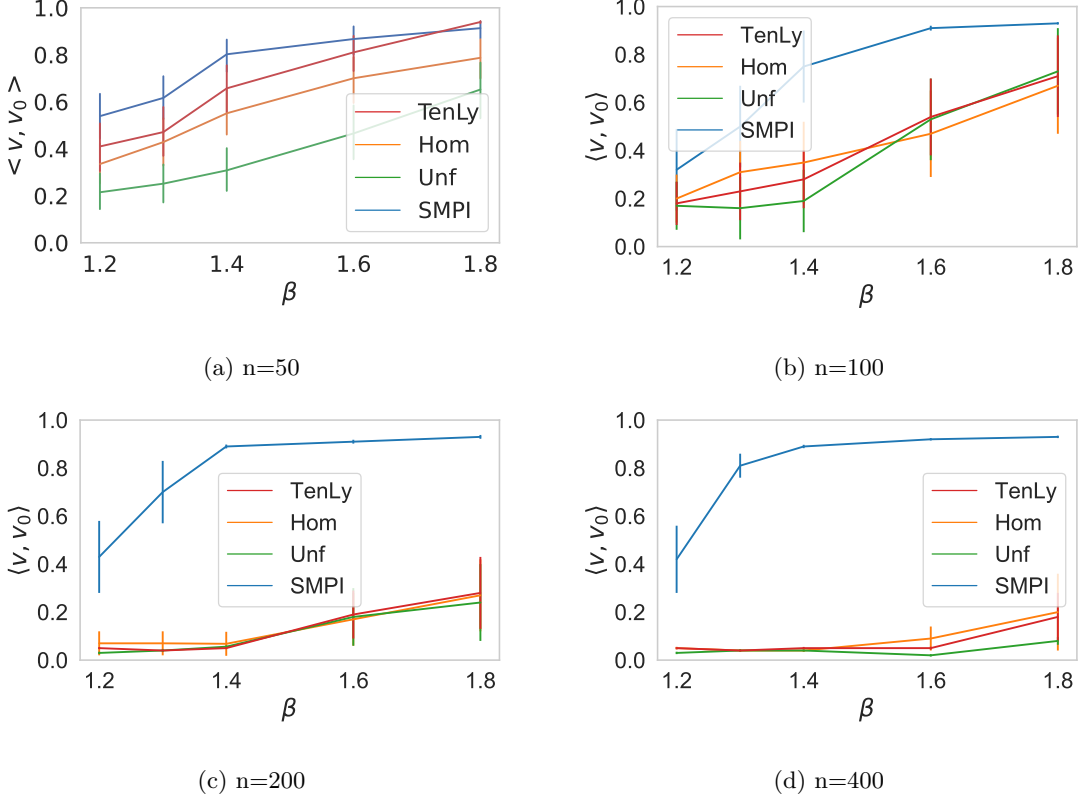 1.0
0.8
0.6
0.4
0.2
0.0
< v, v₀ >
1.2
1.4
1.6
1.8
β
TenLy
Hom
Unf
SMPI
(a) n=50
1.0
0.8
0.6
0.4
0.2
0.0
⟨v, v₀⟩
1.2
1.4
1.6
1.8
β
TenLy
Hom
Unf
SMPI
(b) n=100
1.0
0.8
0.6
0.4
0.2
0.0
⟨v, v₀⟩
1.2
1.4
1.6
1.8
β
TenLy
Hom
Unf
SMPI
(c) n=200
1.0
0.8
0.6
0.4
0.2
0.0
⟨v, v₀⟩
1.2
1.4
1.6
1.8
β
TenLy
Hom
Unf
SMPI
(d) n=400